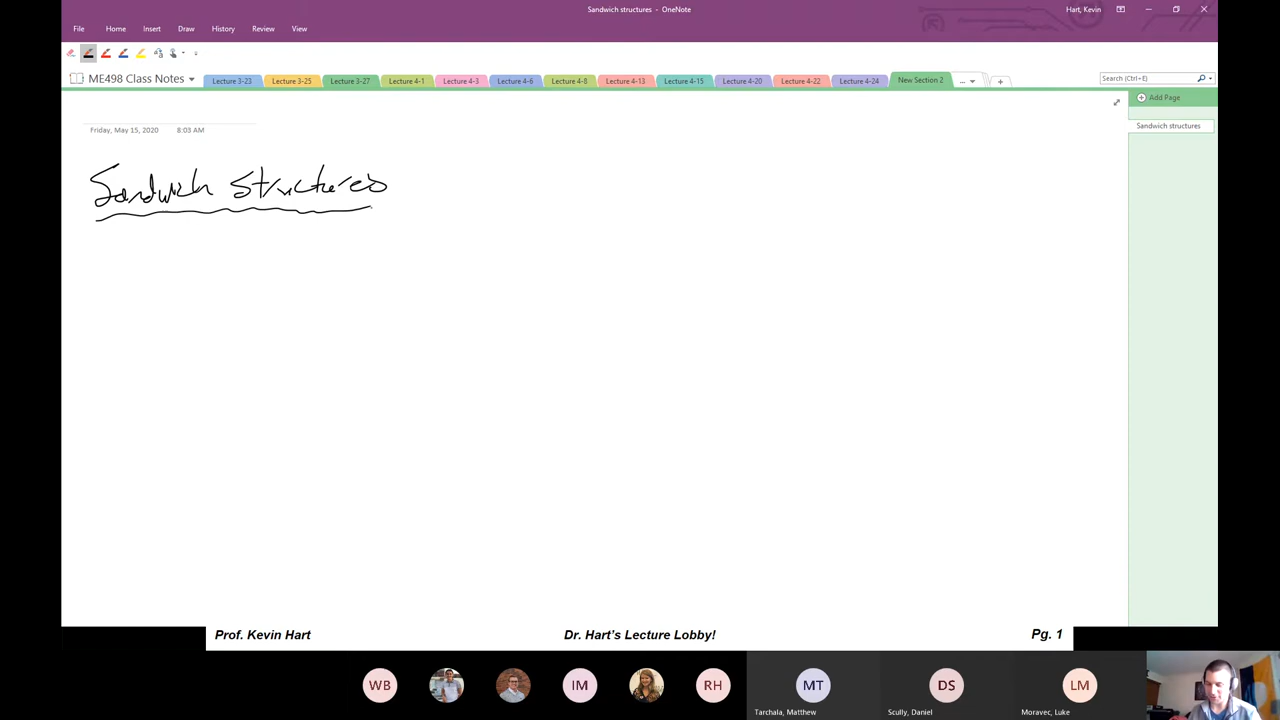 Sandwich structures - OneNote
Hart, Kevin
File Home Insert Draw History Review View
ME498 Class Notes
Lecture 3-23 Lecture 3-25 Lecture 3-27 Lecture 4-1 Lecture 4-3 Lecture 4-6 Lecture 4-8 Lecture 4-13 Lecture 4-15 Lecture 4-20 Lecture 4-22 Lecture 4-24 New Section 2 ...
Search (Ctrl+E)
Add Page
Sandwich structures
Friday, May 15, 2020 8:03 AM
Sandwich Structures
Prof. Kevin Hart Dr. Hart's Lecture Lobby! Pg. 1
WB IM RH MT DS LM
Tarchala, Matthew Scully, Daniel Moravec, Luke